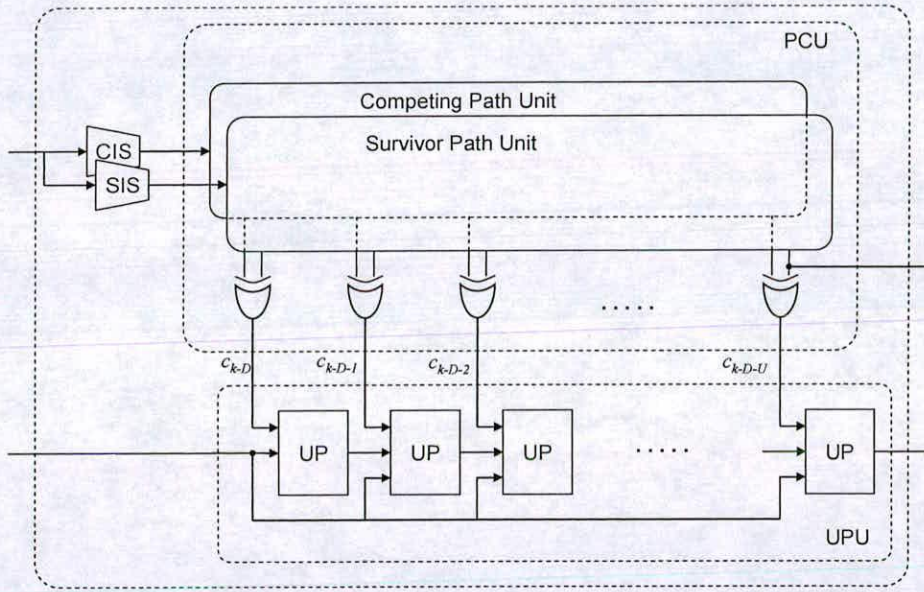 PCU
Competing Path Unit
Survivor Path Unit
CIS
SIS
. . . . . .
c_{k-D}
c_{k-D-1}
c_{k-D-2}
c_{k-D-U}
UP
UP
UP
. . . . . .
UP
UPU